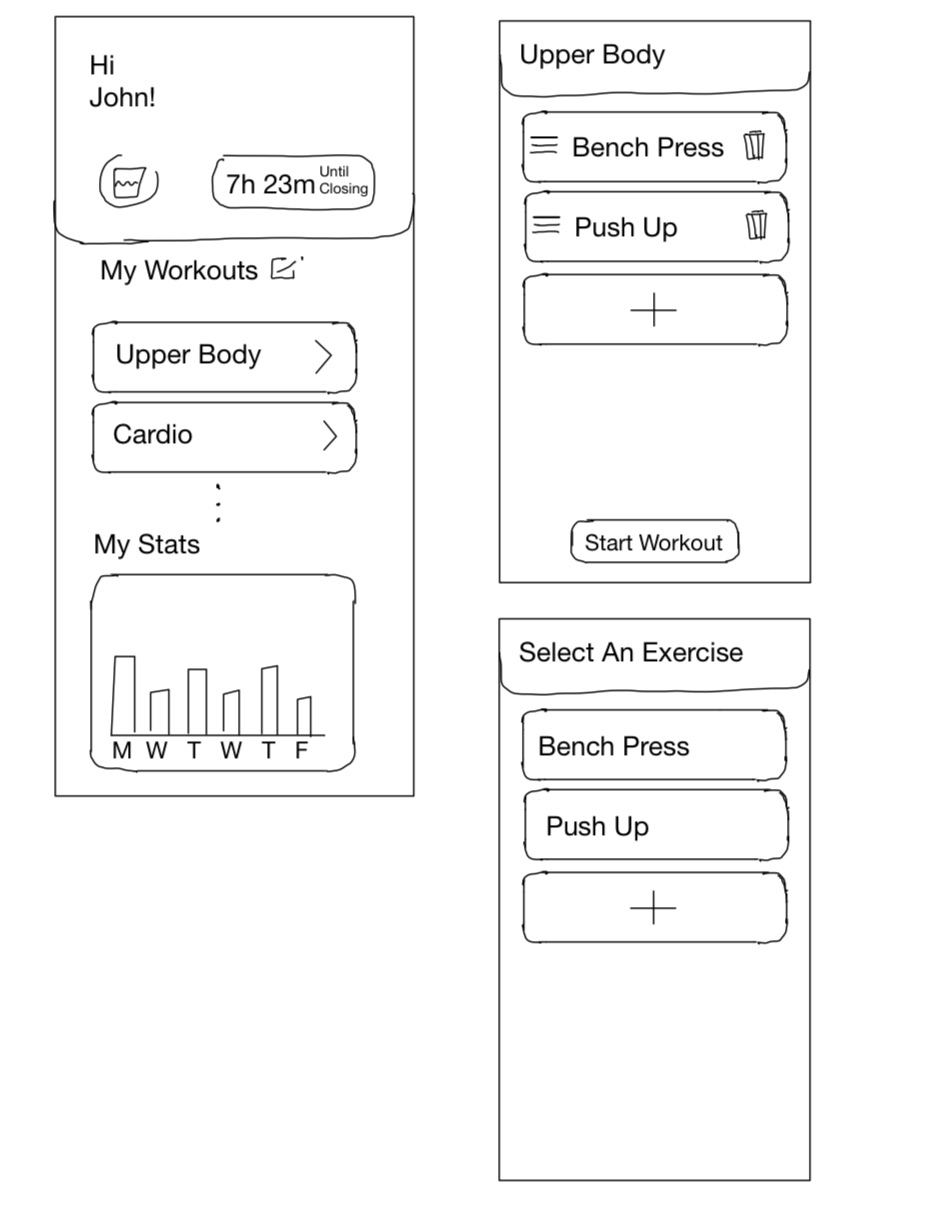 Hi
John!
7h 23m Until
Closing
My Workouts
Upper Body
Cardio
My Stats
M W T W T F
Upper Body
Bench Press
Push Up
Start Workout
Select An Exercise
Bench Press
Push Up